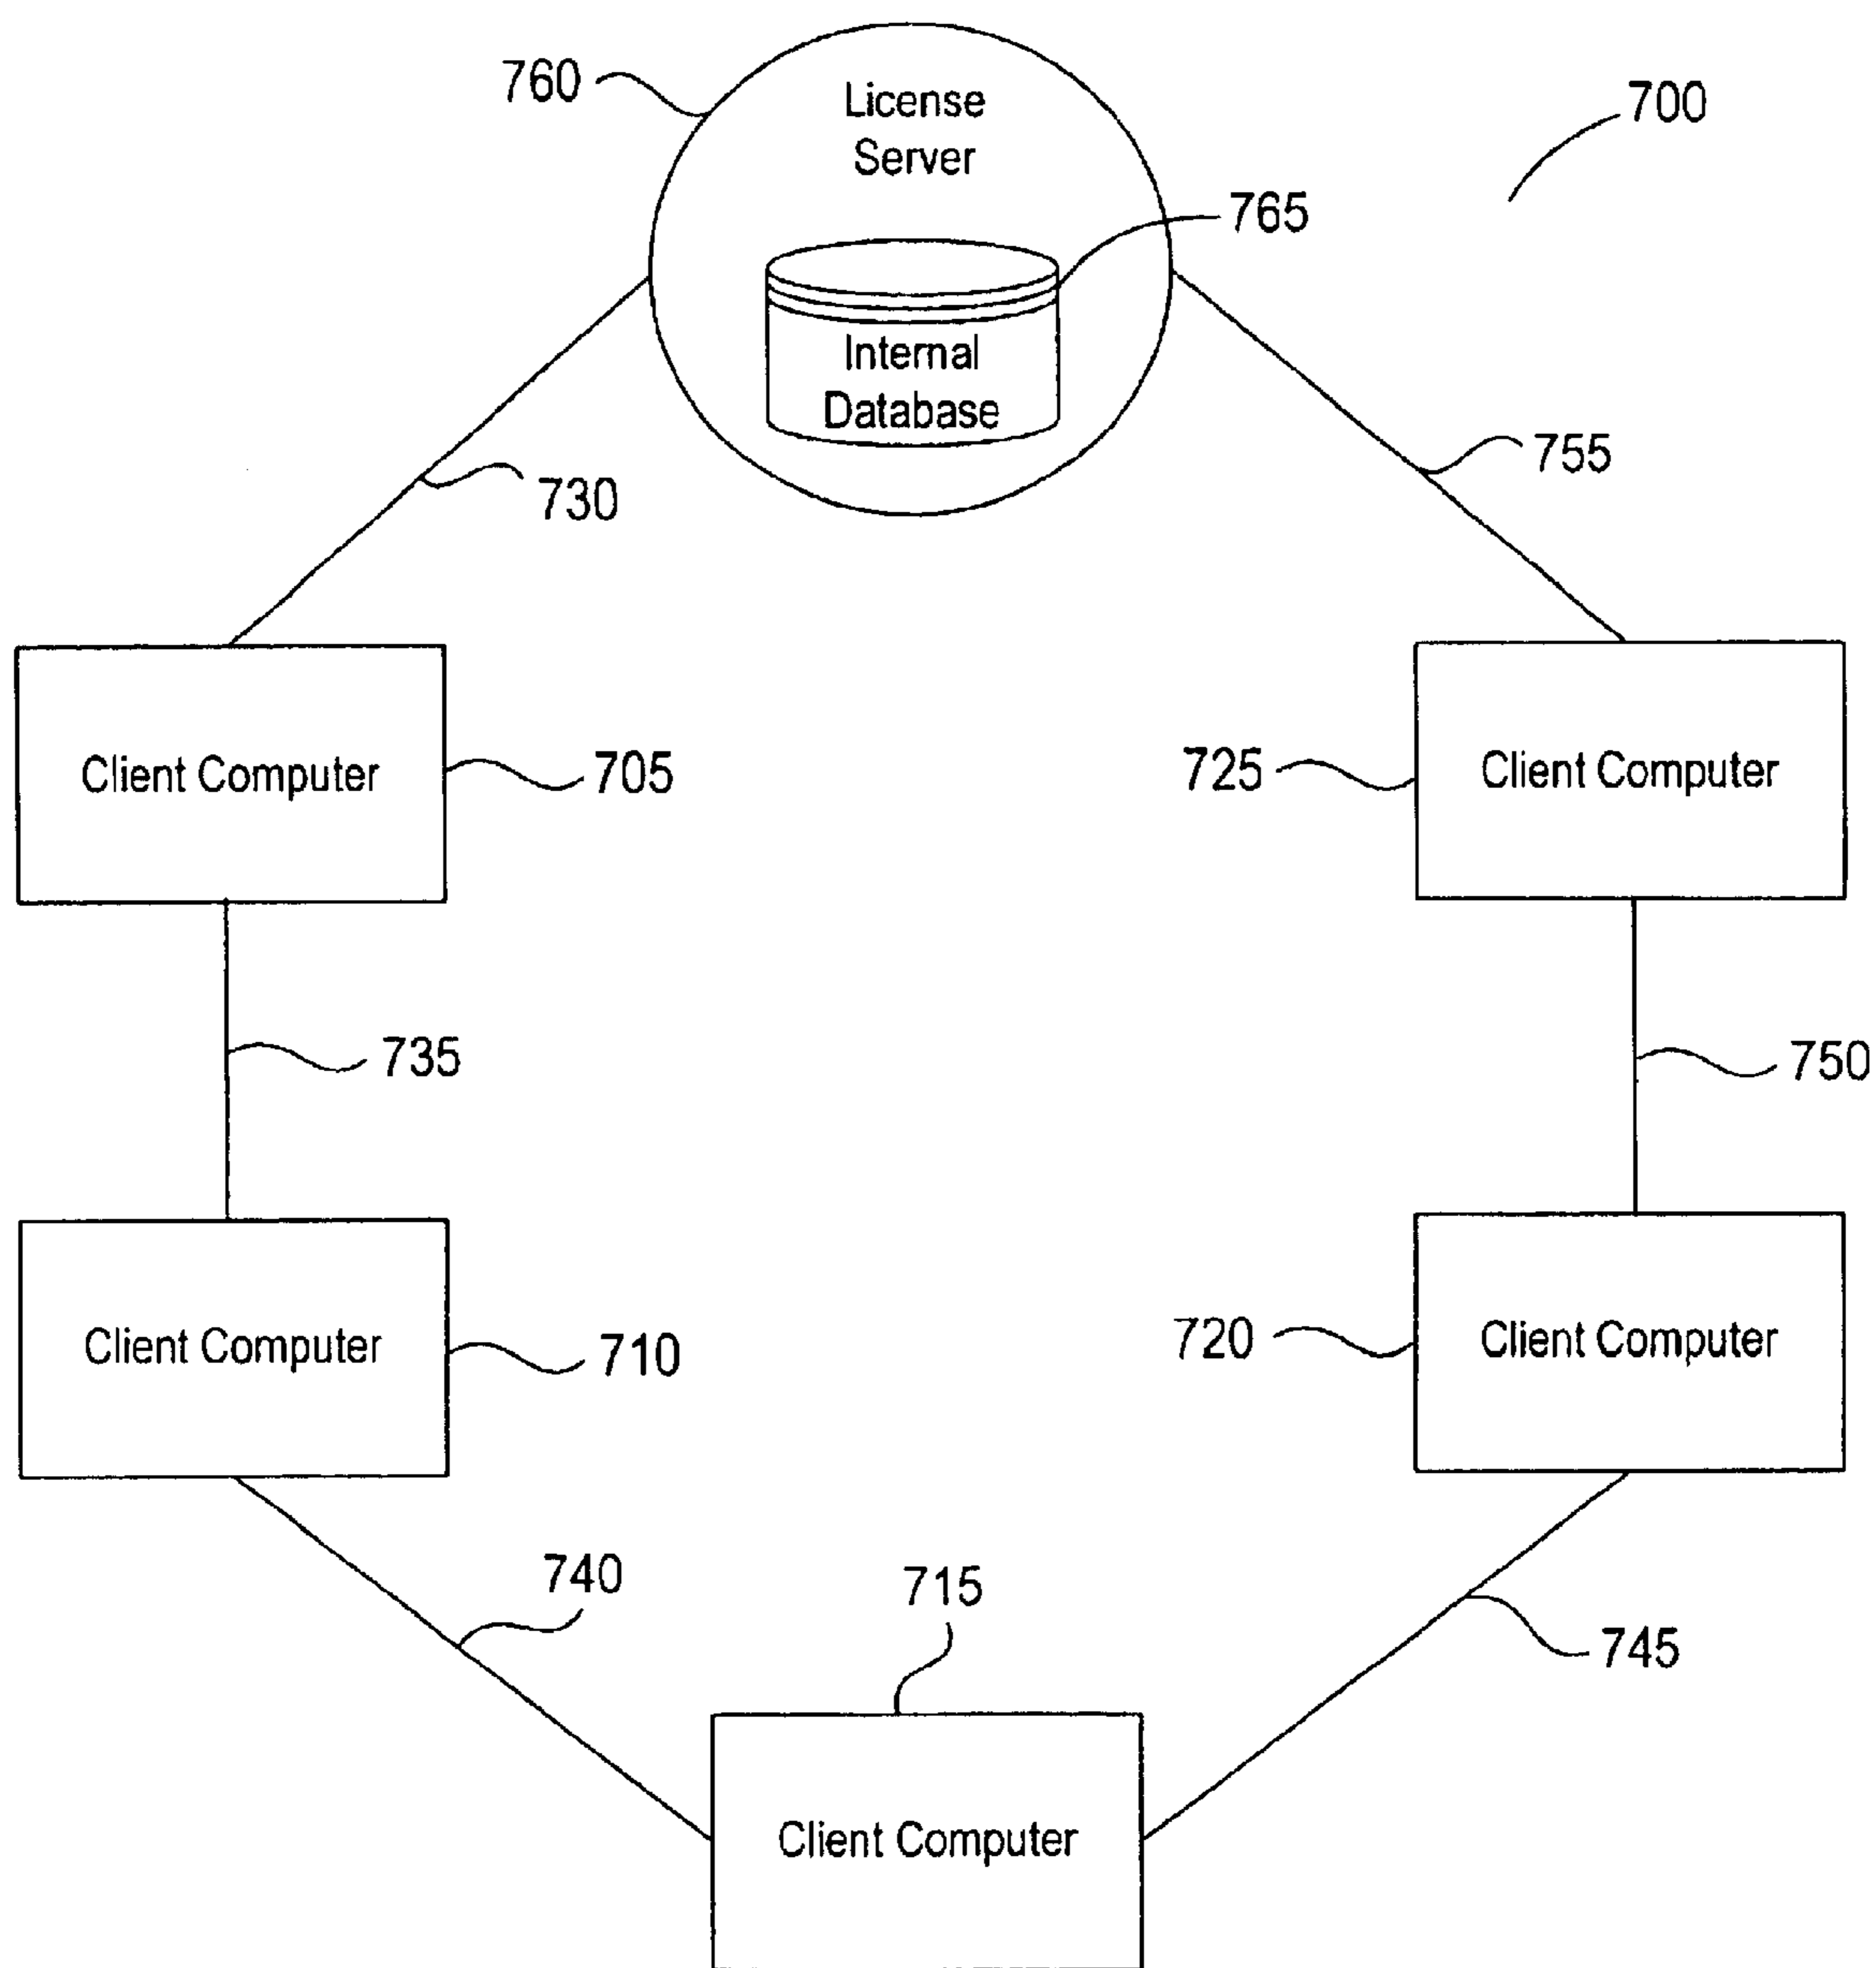 760
License
Server
700
765
Internal
Database
730
755
Client Computer
705
725
Client Computer
735
750
Client Computer
710
720
Client Computer
740
715
745
Client Computer